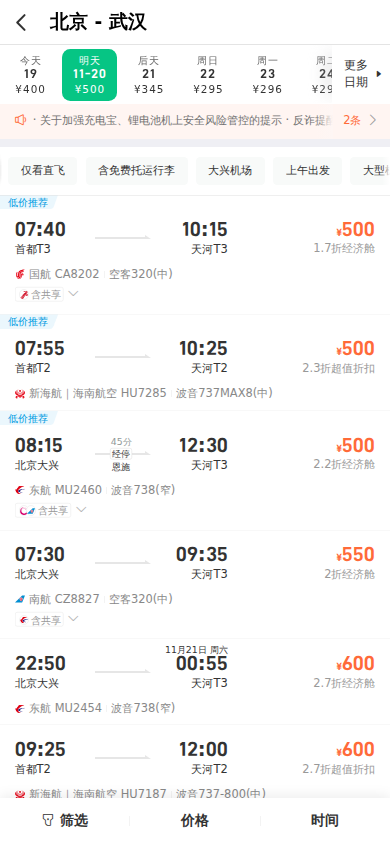 北京 - 武汉
今天 明天 后天 周日 周一 周二
19 11-20 21 22 23 24
¥400 ¥500 ¥345 ¥295 ¥296 ¥29
更多
日期
· 关于加强充电宝、锂电池机上安全风险管控的提示 · 反诈提 2条
仅看直飞 含免费托运行李 大兴机场 上午出发 大型
低价推荐
07:40 10:15 ¥500
首都T3 天河T3 1.7折经济舱
国航 CA8202 空客320(中)
含共享
低价推荐
07:55 10:25 ¥500
首都T2 天河T2 2.3折超值折扣
新海航｜海南航空 HU7285 波音737MAX8(中)
低价推荐
08:15 45分 12:30 ¥500
经停
北京大兴 恩施 天河T3 2.2折经济舱
东航 MU2460 波音738(窄)
含共享
07:30 09:35 ¥550
北京大兴 天河T3 2折经济舱
南航 CZ8827 空客320(中)
含共享
11月21日 周六
22:50 00:55 ¥600
北京大兴 天河T3 2.7折经济舱
东航 MU2454 波音738(窄)
09:25 12:00 ¥600
首都T2 天河T2 2.7折超值折扣
新海航｜海南航空 HU7187 波音737-800(中)
筛选 价格 时间